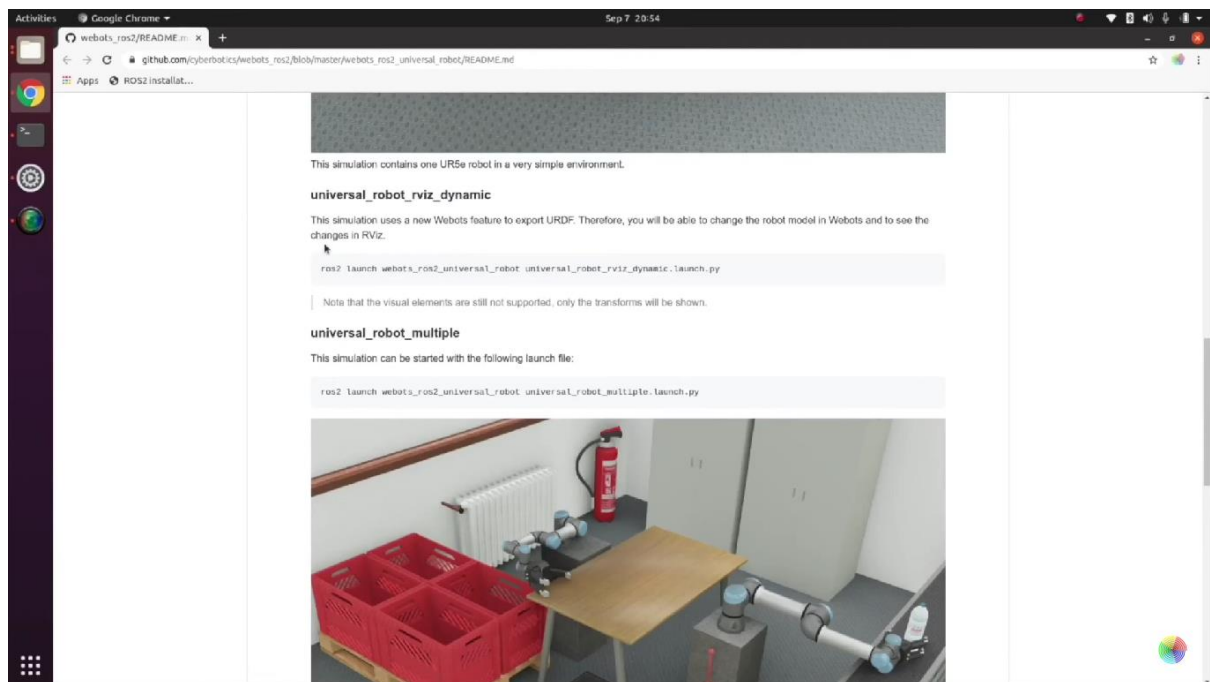 Activities Google Chrome Sep 7 20:54
webots_ros2/README.m
github.com/cyberbotics/webots_ros2/blob/master/webots_ros2_universal_robot/README.md
Apps ROS2 installat...
This simulation contains one UR5e robot in a very simple environment.
universal_robot_rviz_dynamic
This simulation uses a new Webots feature to export URDF. Therefore, you will be able to change the robot model in Webots and to see the
changes in RViz.
ros2 launch webots_ros2_universal_robot universal_robot_rviz_dynamic.launch.py
Note that the visual elements are still not supported, only the transforms will be shown.
universal_robot_multiple
This simulation can be started with the following launch file:
ros2 launch webots_ros2_universal_robot universal_robot_multiple.launch.py